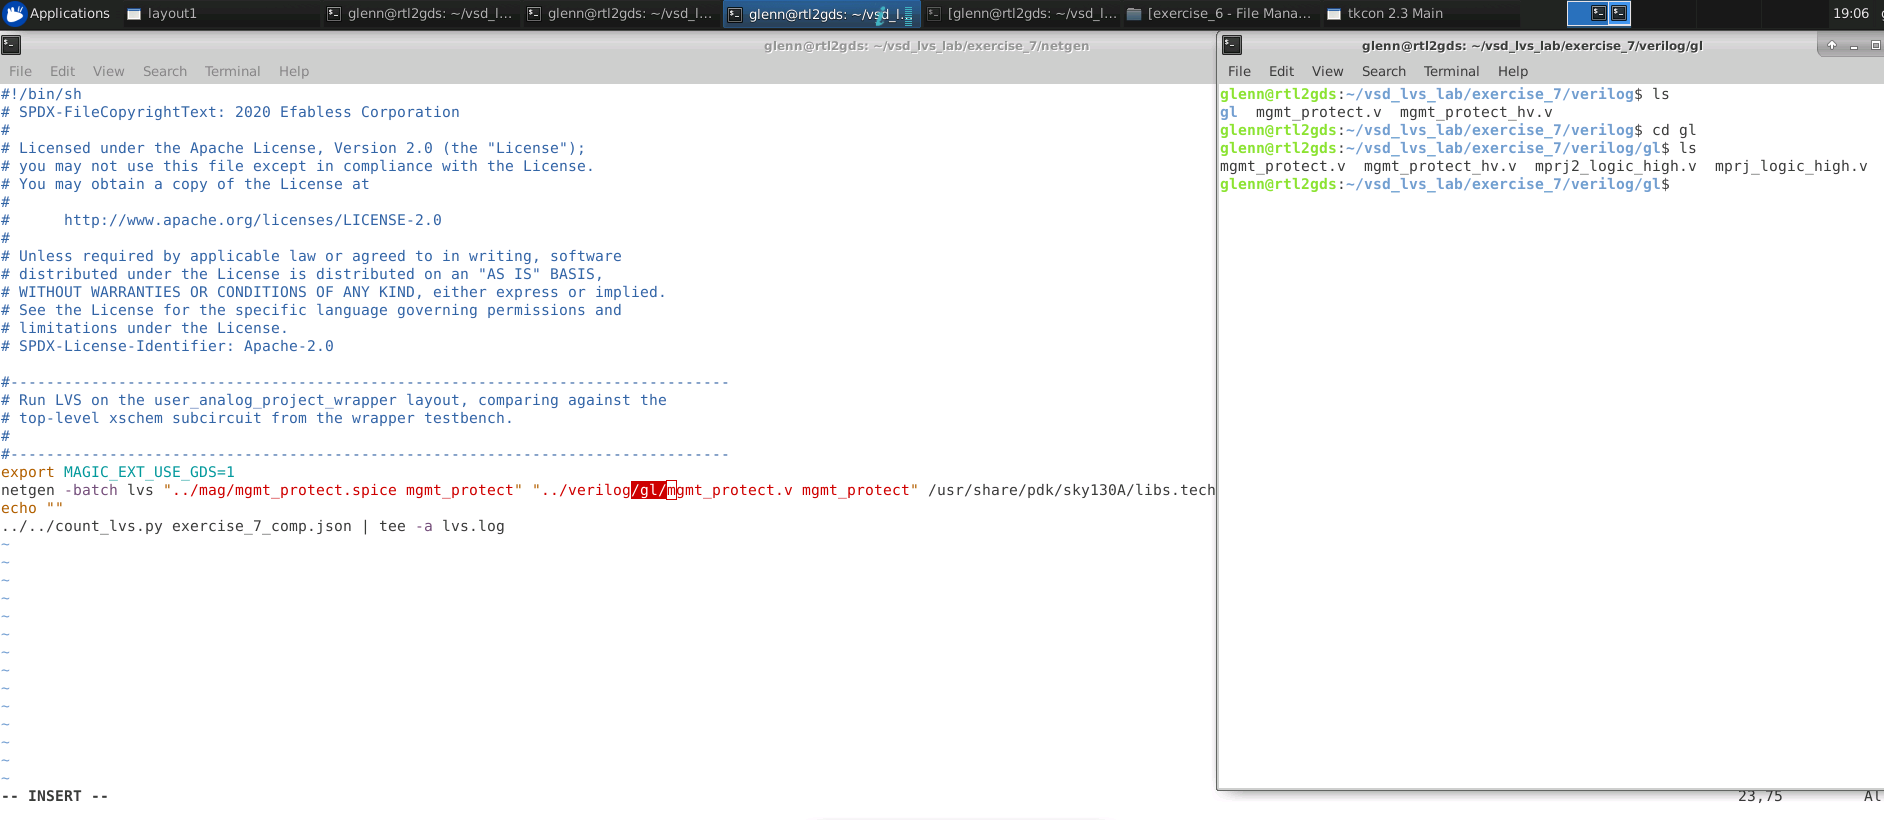 Applications layout1 glenn@rtl2gds: ~/vsd_l... glenn@rtl2gds: ~/vsd_l... glenn@rtl2gds: ~/vsd_l... [glenn@rtl2gds: ~/vsd_l... [exercise_6 - File Mana... tkcon 2.3 Main 19:06
glenn@rtl2gds: ~/vsd_lvs_lab/exercise_7/netgen
File Edit View Search Terminal Help
#!/bin/sh
# SPDX-FileCopyrightText: 2020 Efabless Corporation
#
# Licensed under the Apache License, Version 2.0 (the "License");
# you may not use this file except in compliance with the License.
# You may obtain a copy of the License at
#
#      http://www.apache.org/licenses/LICENSE-2.0
#
# Unless required by applicable law or agreed to in writing, software
# distributed under the License is distributed on an "AS IS" BASIS,
# WITHOUT WARRANTIES OR CONDITIONS OF ANY KIND, either express or implied.
# See the License for the specific language governing permissions and
# limitations under the License.
# SPDX-License-Identifier: Apache-2.0
#--------------------------------------------------------------------------------
# Run LVS on the user_analog_project_wrapper layout, comparing against the
# top-level xschem subcircuit from the wrapper testbench.
#
#--------------------------------------------------------------------------------
export MAGIC_EXT_USE_GDS=1
netgen -batch lvs "../mag/mgmt_protect.spice mgmt_protect" "../verilog/gl/mgmt_protect.v mgmt_protect" /usr/share/pdk/sky130A/libs.tech
echo ""
../../count_lvs.py exercise_7_comp.json | tee -a lvs.log
~
~
~
~
~
~
~
~
~
~
~
~
~
~
-- INSERT --
23,75
Al
glenn@rtl2gds: ~/vsd_lvs_lab/exercise_7/verilog/gl
File Edit View Search Terminal Help
glenn@rtl2gds:~/vsd_lvs_lab/exercise_7/verilog$ ls
gl  mgmt_protect.v  mgmt_protect_hv.v
glenn@rtl2gds:~/vsd_lvs_lab/exercise_7/verilog$ cd gl
glenn@rtl2gds:~/vsd_lvs_lab/exercise_7/verilog/gl$ ls
mgmt_protect.v  mgmt_protect_hv.v  mprj2_logic_high.v  mprj_logic_high.v
glenn@rtl2gds:~/vsd_lvs_lab/exercise_7/verilog/gl$